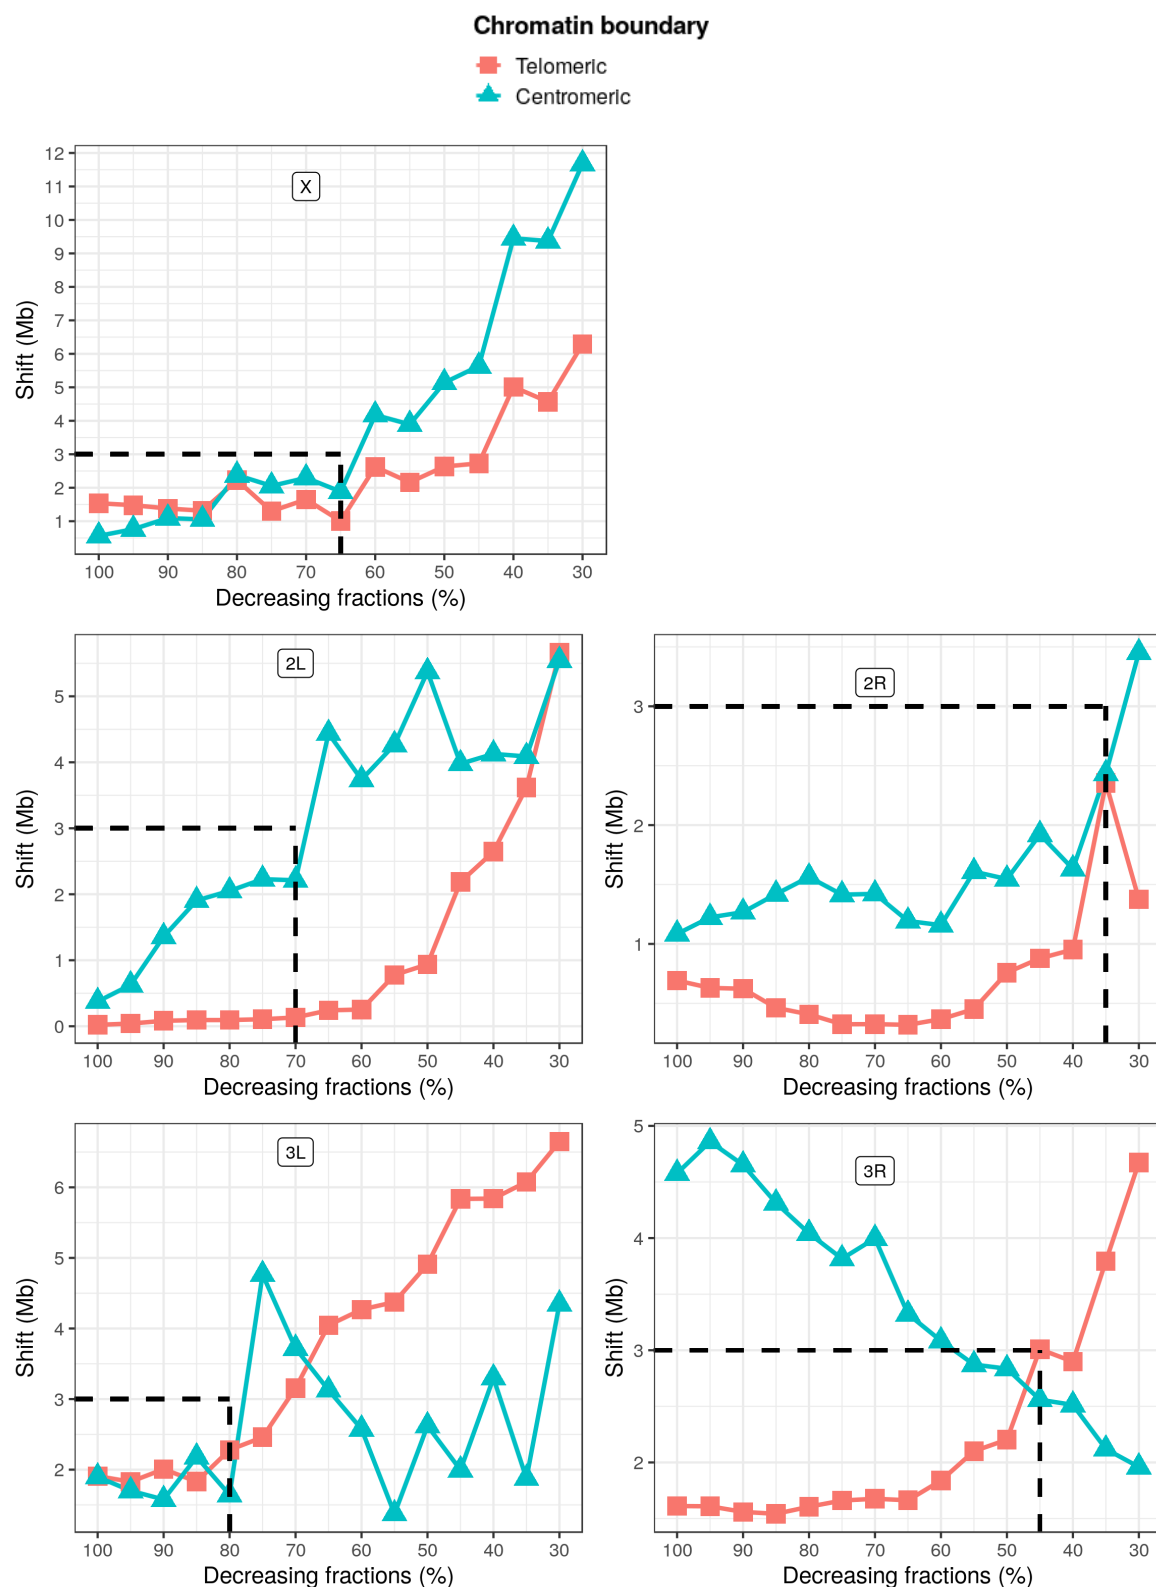 Chromatin boundary
Telomeric
Centromeric
X
Shift (Mb)
12
11
10
9
8
7
6
5
4
3
2
1
100 90 80 70 60 50 40 30
Decreasing fractions (%)
2L
Shift (Mb)
5
4
3
2
1
0
100 90 80 70 60 50 40 30
Decreasing fractions (%)
2R
Shift (Mb)
3
2
1
100 90 80 70 60 50 40 30
Decreasing fractions (%)
3L
Shift (Mb)
6
5
4
3
2
100 90 80 70 60 50 40 30
Decreasing fractions (%)
3R
Shift (Mb)
5
4
3
2
100 90 80 70 60 50 40 30
Decreasing fractions (%)